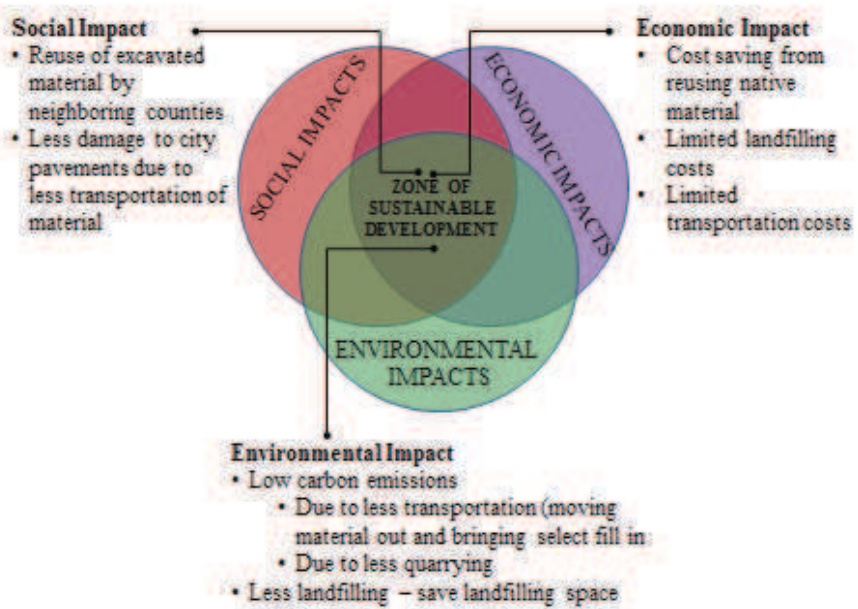 Social Impact
• Reuse of excavated
material by
neighboring counties
• Less damage to city
pavements due to
less transportation of
material
Economic Impact
• Cost saving from
reusing native
material
• Limited landfilling
costs
• Limited
transportation costs
SOCIAL IMPACTS
ECONOMIC IMPACTS
ZONE OF
SUSTAINABLE
DEVELOPMENT
ENVIRONMENTAL
IMPACTS
Environmental Impact
• Low carbon emissions
• Due to less transportation (moving
material out and bringing select fill in
• Due to less quarrying
• Less landfilling – save landfilling space